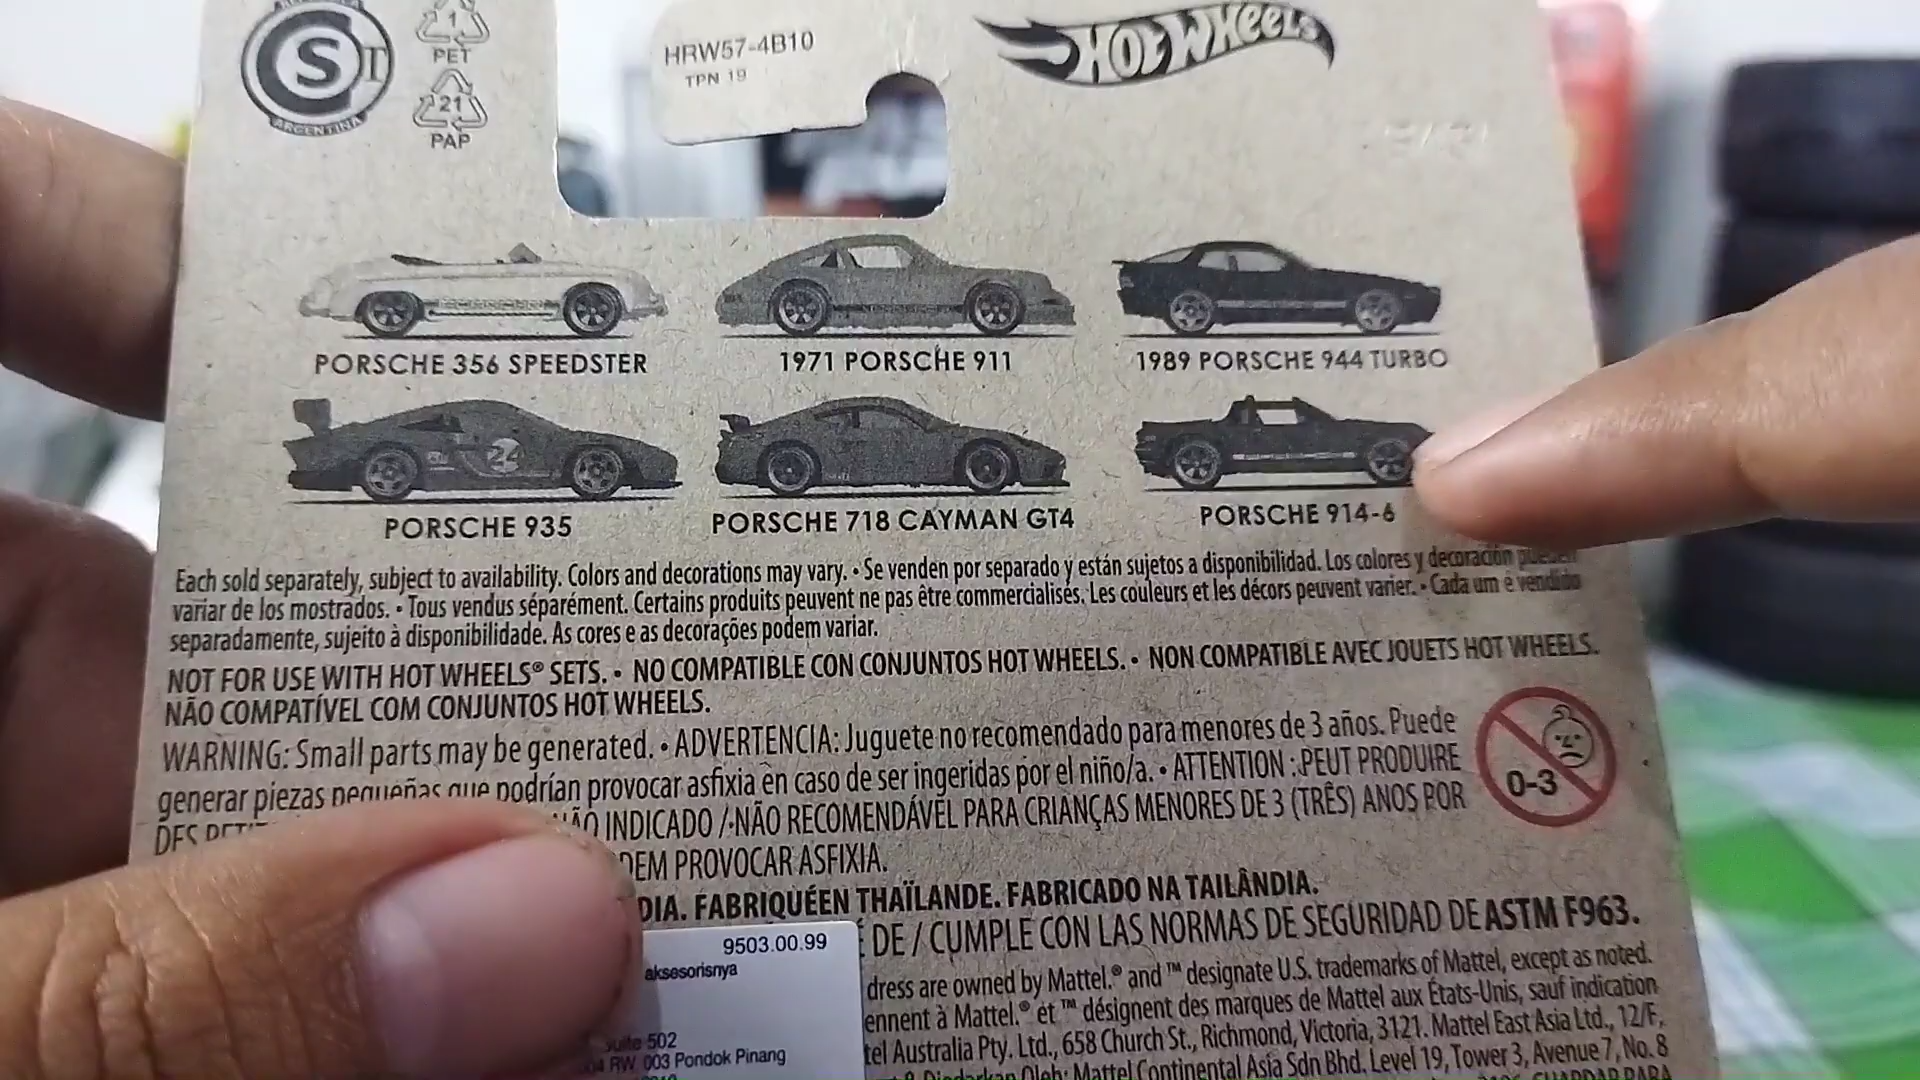 S T
ARGENTINA
1
PET
21
PAP
HRW57-4B10
TPN 19
HOT WHEELS
PORSCHE 356 SPEEDSTER
1971 PORSCHE 911
1989 PORSCHE 944 TURBO
24
PORSCHE 935
PORSCHE 718 CAYMAN GT4
PORSCHE 914-6
Each sold separately, subject to availability. Colors and decorations may vary. • Se venden por separado y están sujetos a disponibilidad. Los colores y decoración pueden
variar de los mostrados. • Tous vendus séparément. Certains produits peuvent ne pas être commercialisés. Les couleurs et les décors peuvent varier. • Cada um é vendido
separadamente, sujeito à disponibilidade. As cores e as decorações podem variar.
NOT FOR USE WITH HOT WHEELS® SETS. • NO COMPATIBLE CON CONJUNTOS HOT WHEELS. • NON COMPATIBLE AVEC JOUETS HOT WHEELS.
NÃO COMPATÍVEL COM CONJUNTOS HOT WHEELS.
WARNING: Small parts may be generated. • ADVERTENCIA: Juguete no recomendado para menores de 3 años. Puede
generar piezas pequeñas que podrían provocar asfixia en caso de ser ingeridas por el niño/a. • ATTENTION : PEUT PRODUIRE
DES INDICADO / NÃO RECOMENDÁVEL PARA CRIANÇAS MENORES DE 3 (TRÊS) ANOS POR
0-3
PROVOCAR ASFIXIA.
FABRIQUÉ EN THAÏLANDE. FABRICADO NA TAILÂNDIA.
DE / CUMPLE CON LAS NORMAS DE SEGURIDAD DE ASTM F963.
9503.00.99
aksesorisnya
502
RW. 003 Pondok Pinang
dress are owned by Mattel. ® and ™ designate U.S. trademarks of Mattel, except as noted.
Mattel. ® et ™ désignent des marques de Mattel aux États-Unis, sauf indication
Australia Pty. Ltd., 658 Church St., Richmond, Victoria, 3121. Mattel East Asia Ltd., 12/F,
Oleh: Mattel Continental Asia Sdn Bhd. Level 19, Tower 3, Avenue 7, No. 8